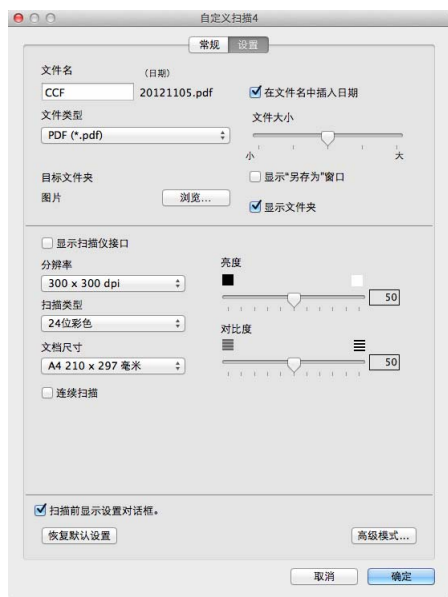 自定义扫描4
常规 设置
文件名 (日期)
CCF 20121105.pdf 在文件名中插入日期
文件类型 文件大小
PDF (*.pdf)
小 大
目标文件夹 显示“另存为”窗口
图片 浏览... 显示文件夹
显示扫描仪接口
分辨率 亮度
300 x 300 dpi 50
扫描类型
24位彩色 对比度
文档尺寸
A4 210 x 297 毫米 50
连续扫描
扫描前显示设置对话框。
恢复默认设置 高级模式...
取消 确定